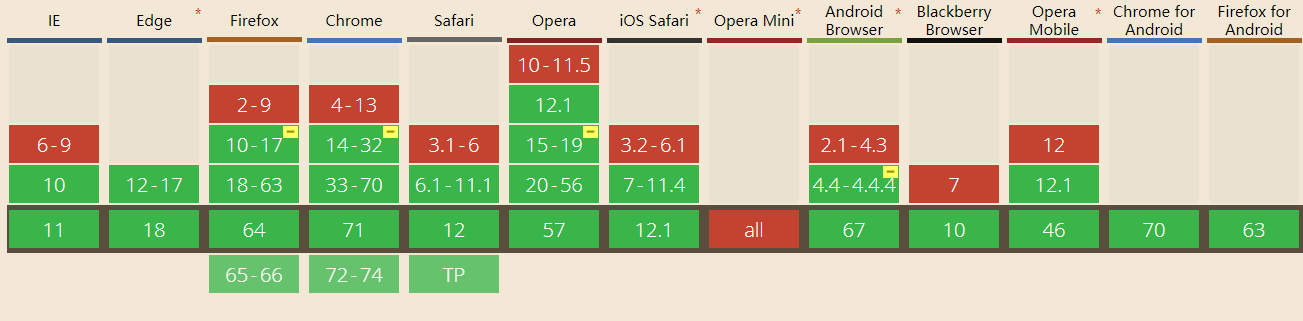 IE Edge * Firefox Chrome Safari Opera iOS Safari * Opera Mini * Android Browser * Blackberry Browser Opera Mobile * Chrome for Android Firefox for Android
10-11.5
2-9 4-13 12.1
6-9 10-17 14-32 3.1-6 15-19 3.2-6.1 2.1-4.3 12
10 12-17 18-63 33-70 6.1-11.1 20-56 7-11.4 4.4-4.4.4 7 12.1
11 18 64 71 12 57 12.1 all 67 10 46 70 63
65-66 72-74 TP